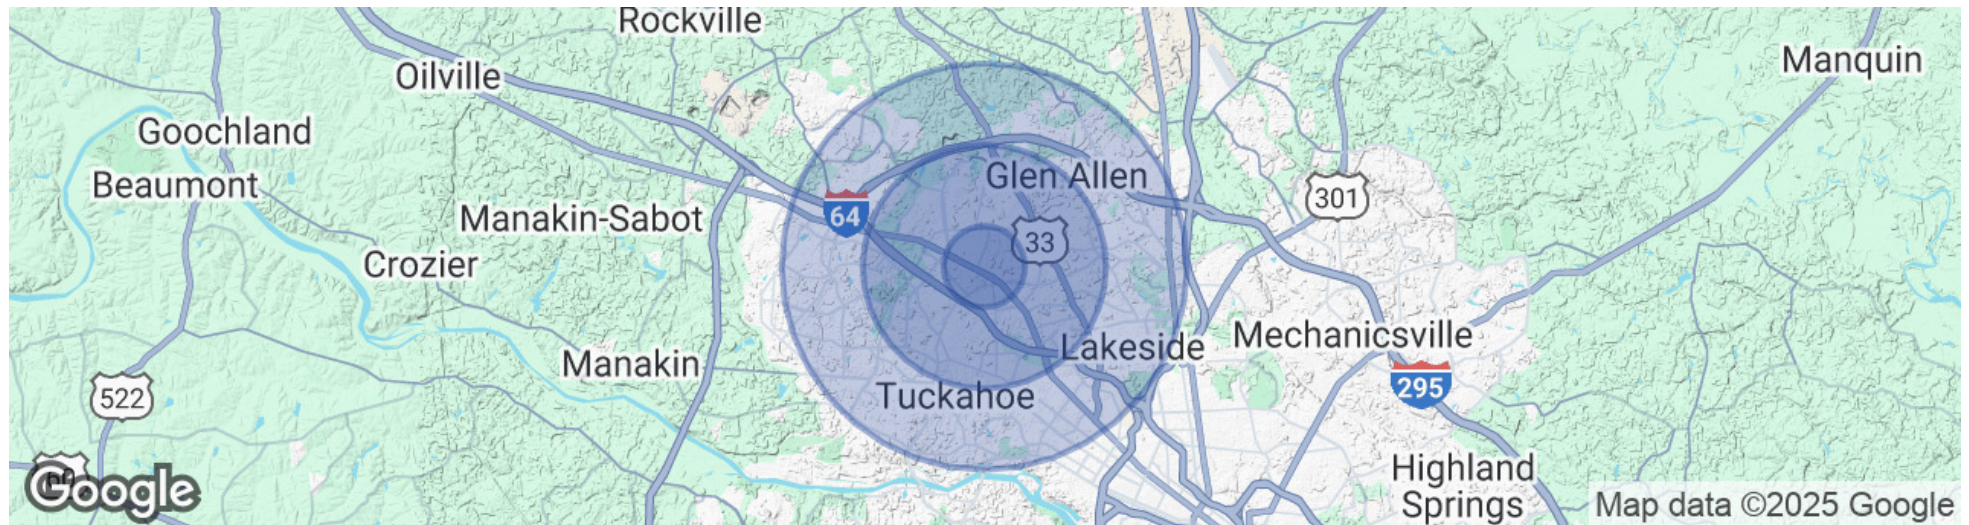 Rockville
Manquin
Oilville
Goochland
Beaumont
Glen Allen
301
64
Manakin-Sabot
33
Crozier
Mechanicsville
Lakeside
Manakin
295
522
Tuckahoe
60
Highland
Springs
Google
Map data ©2025 Google